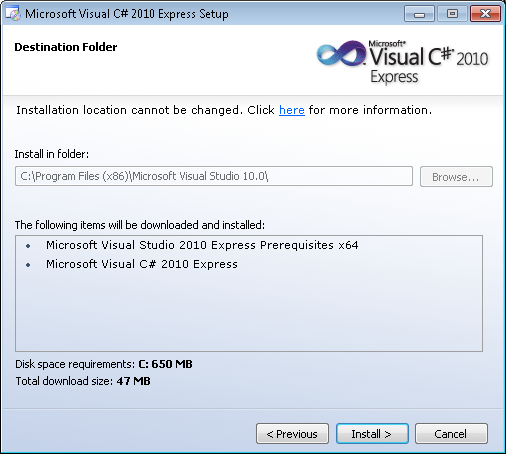 Microsoft Visual C# 2010 Express Setup
Destination Folder
Microsoft®
Visual C# 2010
Express
Installation location cannot be changed. Click here for more information.
Install in folder:
C:\Program Files (x86)\Microsoft Visual Studio 10.0\
Browse...
The following items will be downloaded and installed:
• Microsoft Visual Studio 2010 Express Prerequisites x64
• Microsoft Visual C# 2010 Express
Disk space requirements: C: 650 MB
Total download size: 47 MB
< Previous
Install >
Cancel